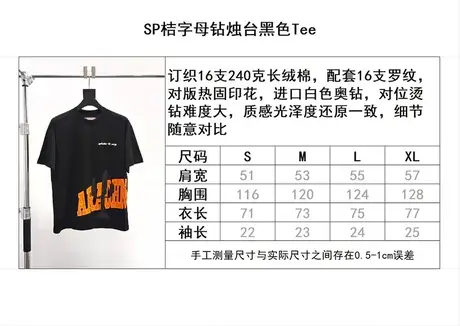 SP桔字母钻烛台黑色Tee
订织16支240克长绒棉，配套16支罗纹，
对版热固印花，进口白色奥钻，对位烫
钻难度大，质感光泽度还原一致，细节
随意对比
尺码 S M L XL
肩宽 51 53 55 57
胸围 116 120 124 128
衣长 71 73 75 77
袖长 22 23 24 25
手工测量尺寸与实际尺寸之间存在0.5-1cm误差